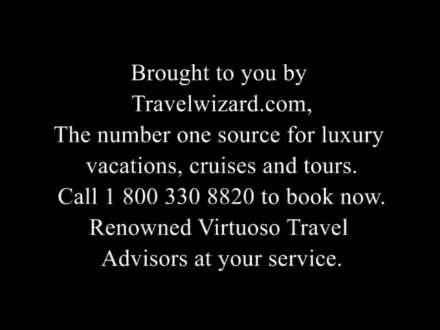 Brought to you by
Travelwizard.com,
The number one source for luxury
vacations, cruises and tours.
Call 1 800 330 8820 to book now.
Renowned Virtuoso Travel
Advisors at your service.